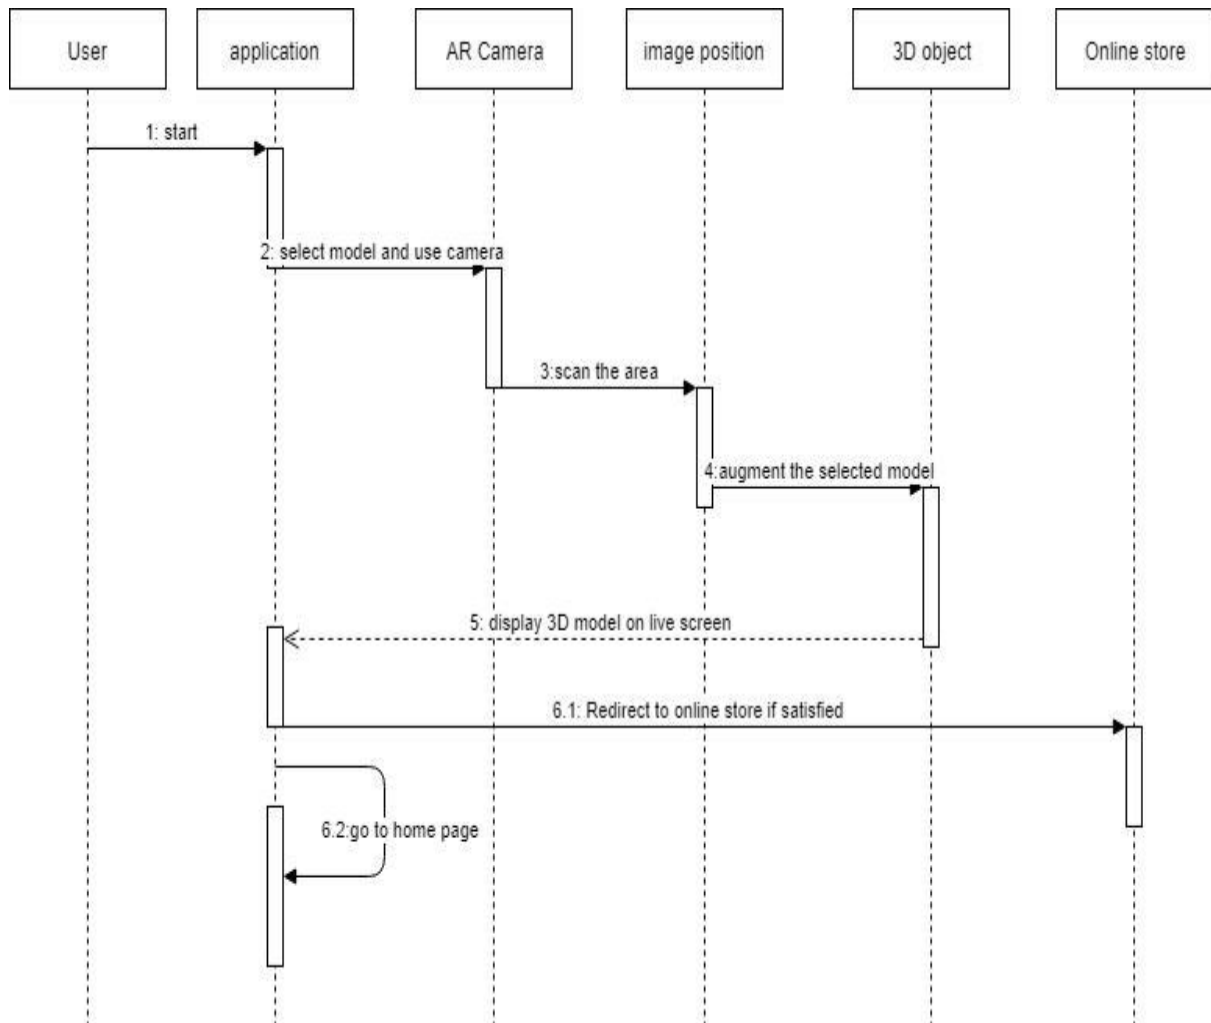 User
application
AR Camera
image position
3D object
Online store
1: start
2: select model and use camera
3:scan the area
4:augment the selected model
5: display 3D model on live screen
6.1: Redirect to online store if satisfied
6.2:go to home page